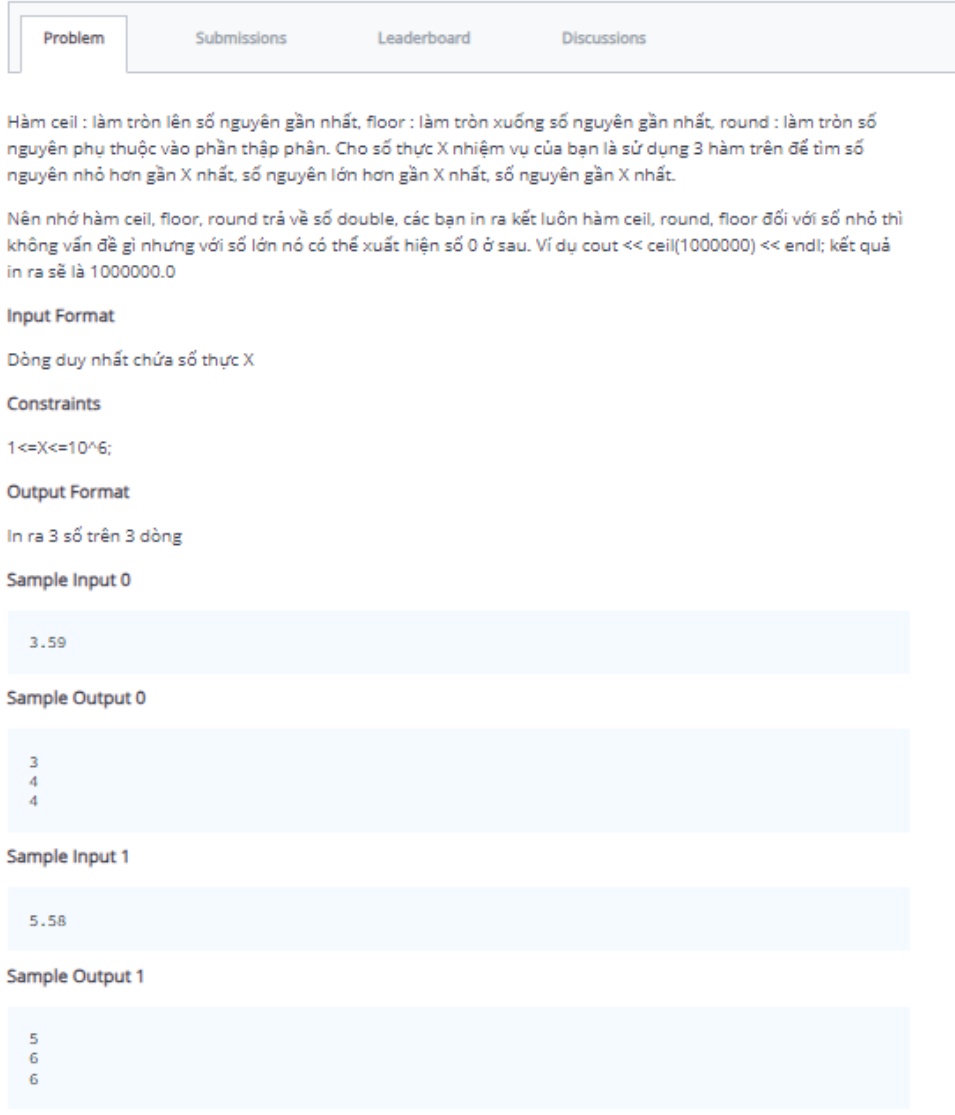 Problem Submissions Leaderboard Discussions
Hàm ceil : làm tròn lên số nguyên gần nhất, floor : làm tròn xuống số nguyên gần nhất, round : làm tròn số
nguyên phụ thuộc vào phần thập phân. Cho số thực X nhiệm vụ của bạn là sử dụng 3 hàm trên để tìm số
nguyên nhỏ hơn gần X nhất, số nguyên lớn hơn gần X nhất, số nguyên gần X nhất.
Nên nhớ hàm ceil, floor, round trả về số double, các bạn in ra kết luôn hàm ceil, round, floor đối với số nhỏ thì
không vấn đề gì nhưng với số lớn nó có thể xuất hiện số 0 ở sau. Ví dụ cout << ceil(1000000) << endl; kết quả
in ra sẽ là 1000000.0
Input Format
Dòng duy nhất chứa số thực X
Constraints
1<=X<=10^6;
Output Format
In ra 3 số trên 3 dòng
Sample Input 0
3.59
Sample Output 0
3
4
4
Sample Input 1
5.58
Sample Output 1
5
6
6